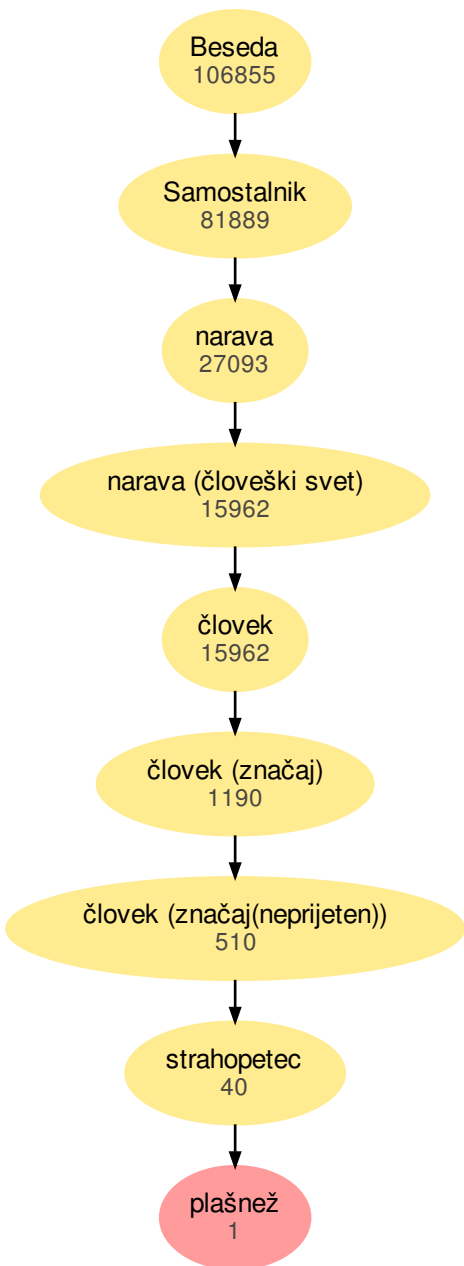 Beseda
106855
Samostalnik
81889
narava
27093
narava (človeški svet)
15962
človek
15962
človek (značaj)
1190
človek (značaj(neprijeten))
510
strahopetec
40
plašnež
1